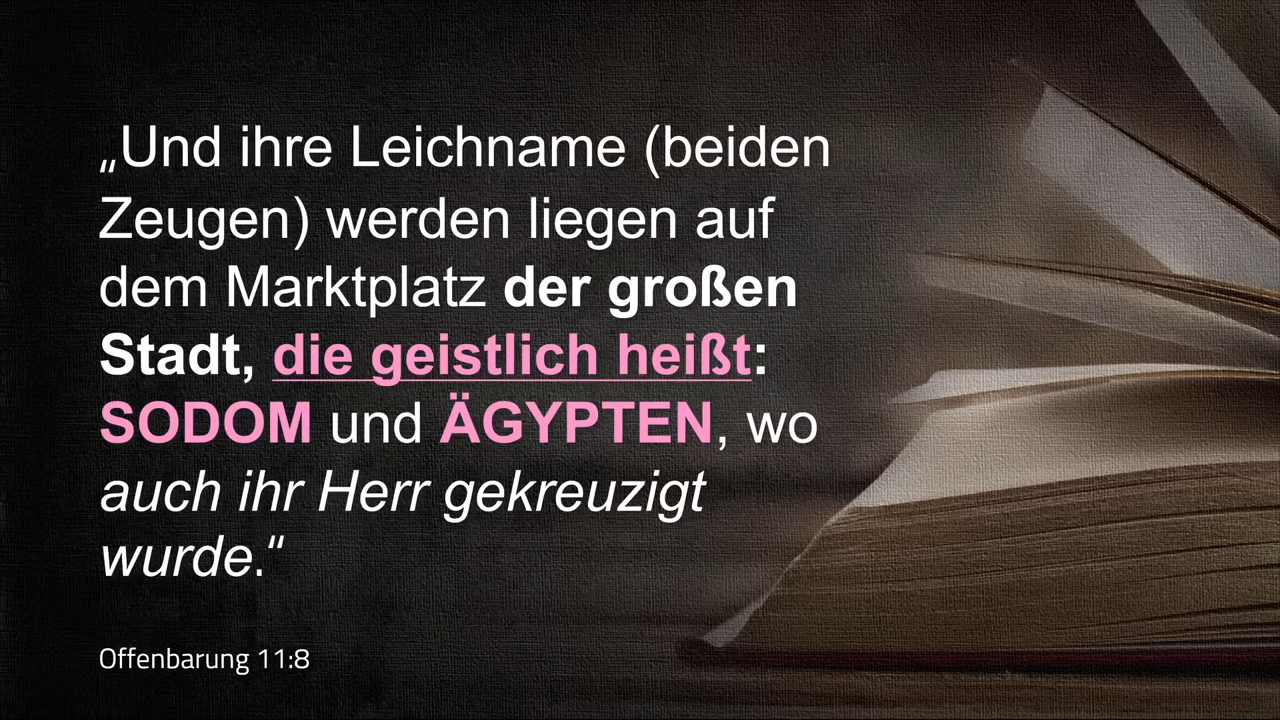 „Und ihre Leichname (beiden
Zeugen) werden liegen auf
dem Marktplatz der großen
Stadt, die geistlich heißt:
SODOM und ÄGYPTEN, wo
auch ihr Herr gekreuzigt
wurde.“
Offenbarung 11:8